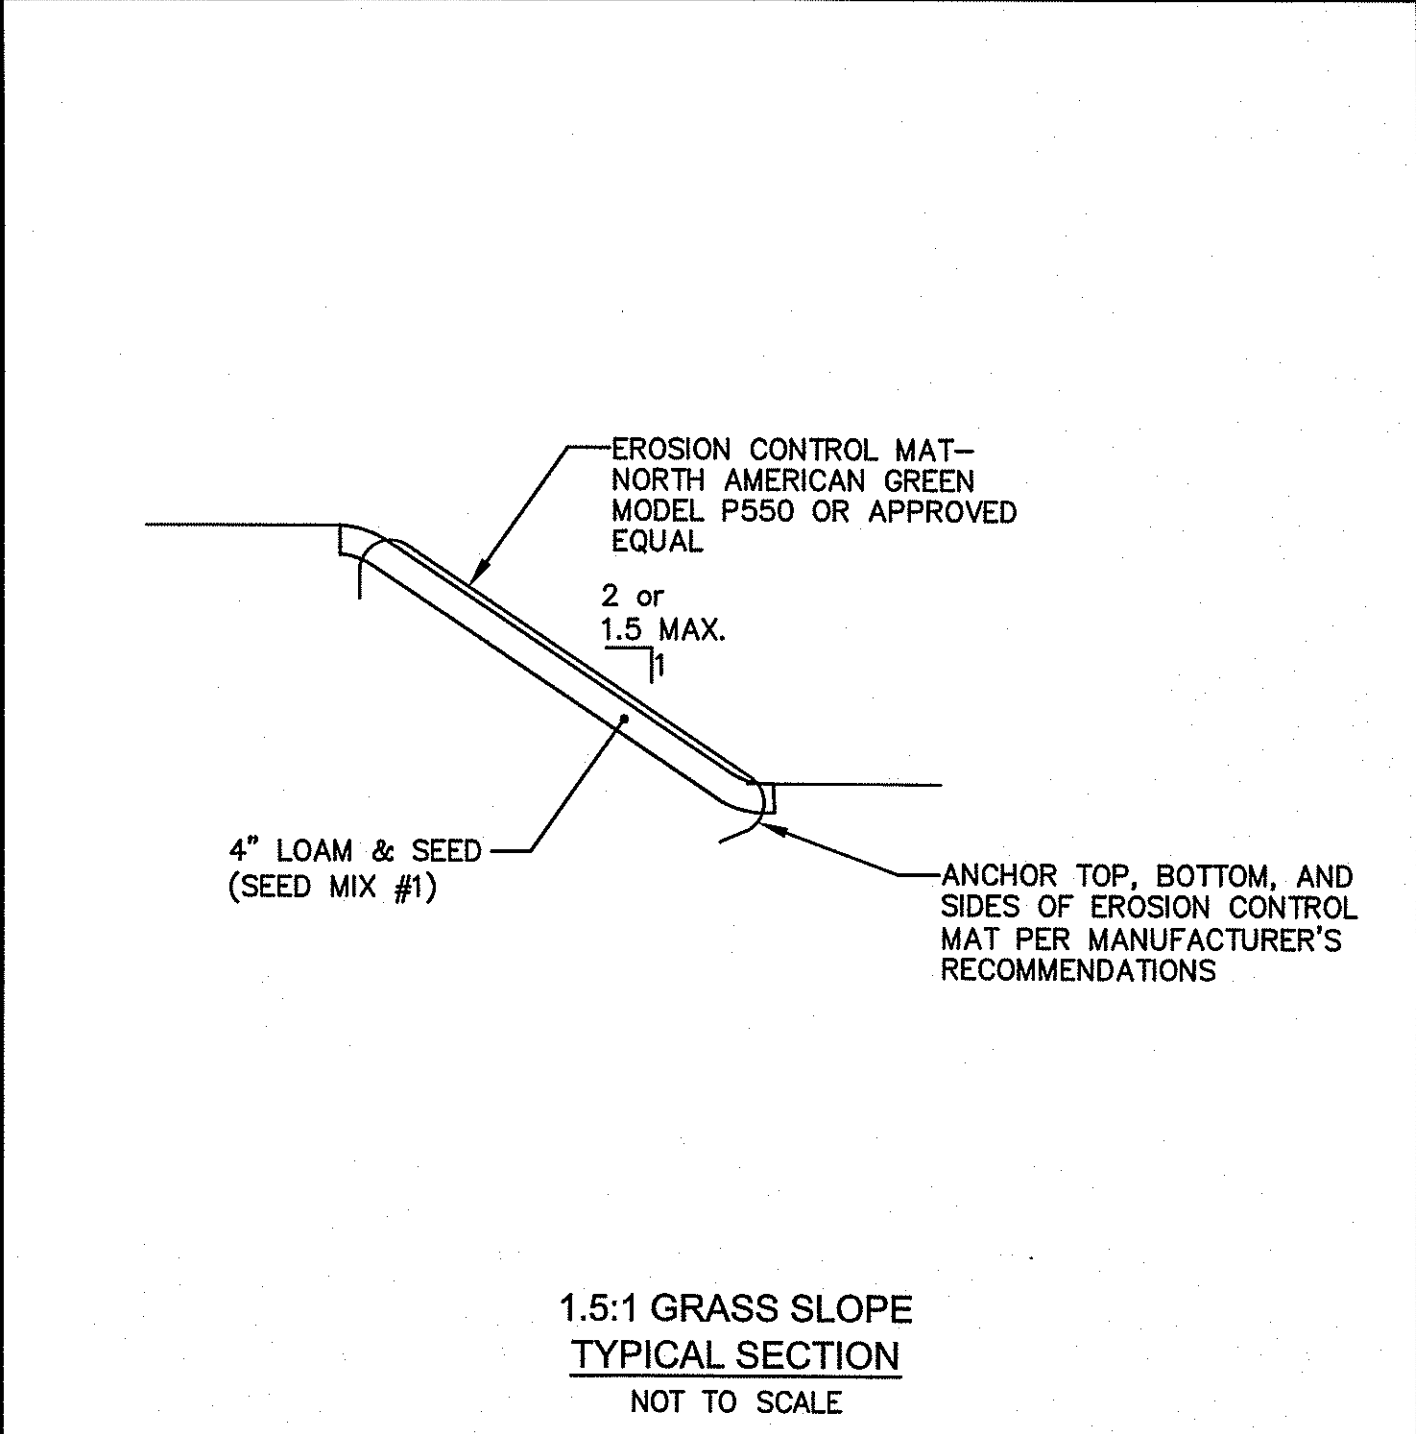 EROSION CONTROL MAT–
NORTH AMERICAN GREEN
MODEL P550 OR APPROVED
EQUAL
2 or
1.5 MAX.
1
4" LOAM & SEED
(SEED MIX #1)
ANCHOR TOP, BOTTOM, AND
SIDES OF EROSION CONTROL
MAT PER MANUFACTURER'S
RECOMMENDATIONS
1.5:1 GRASS SLOPE
TYPICAL SECTION
NOT TO SCALE